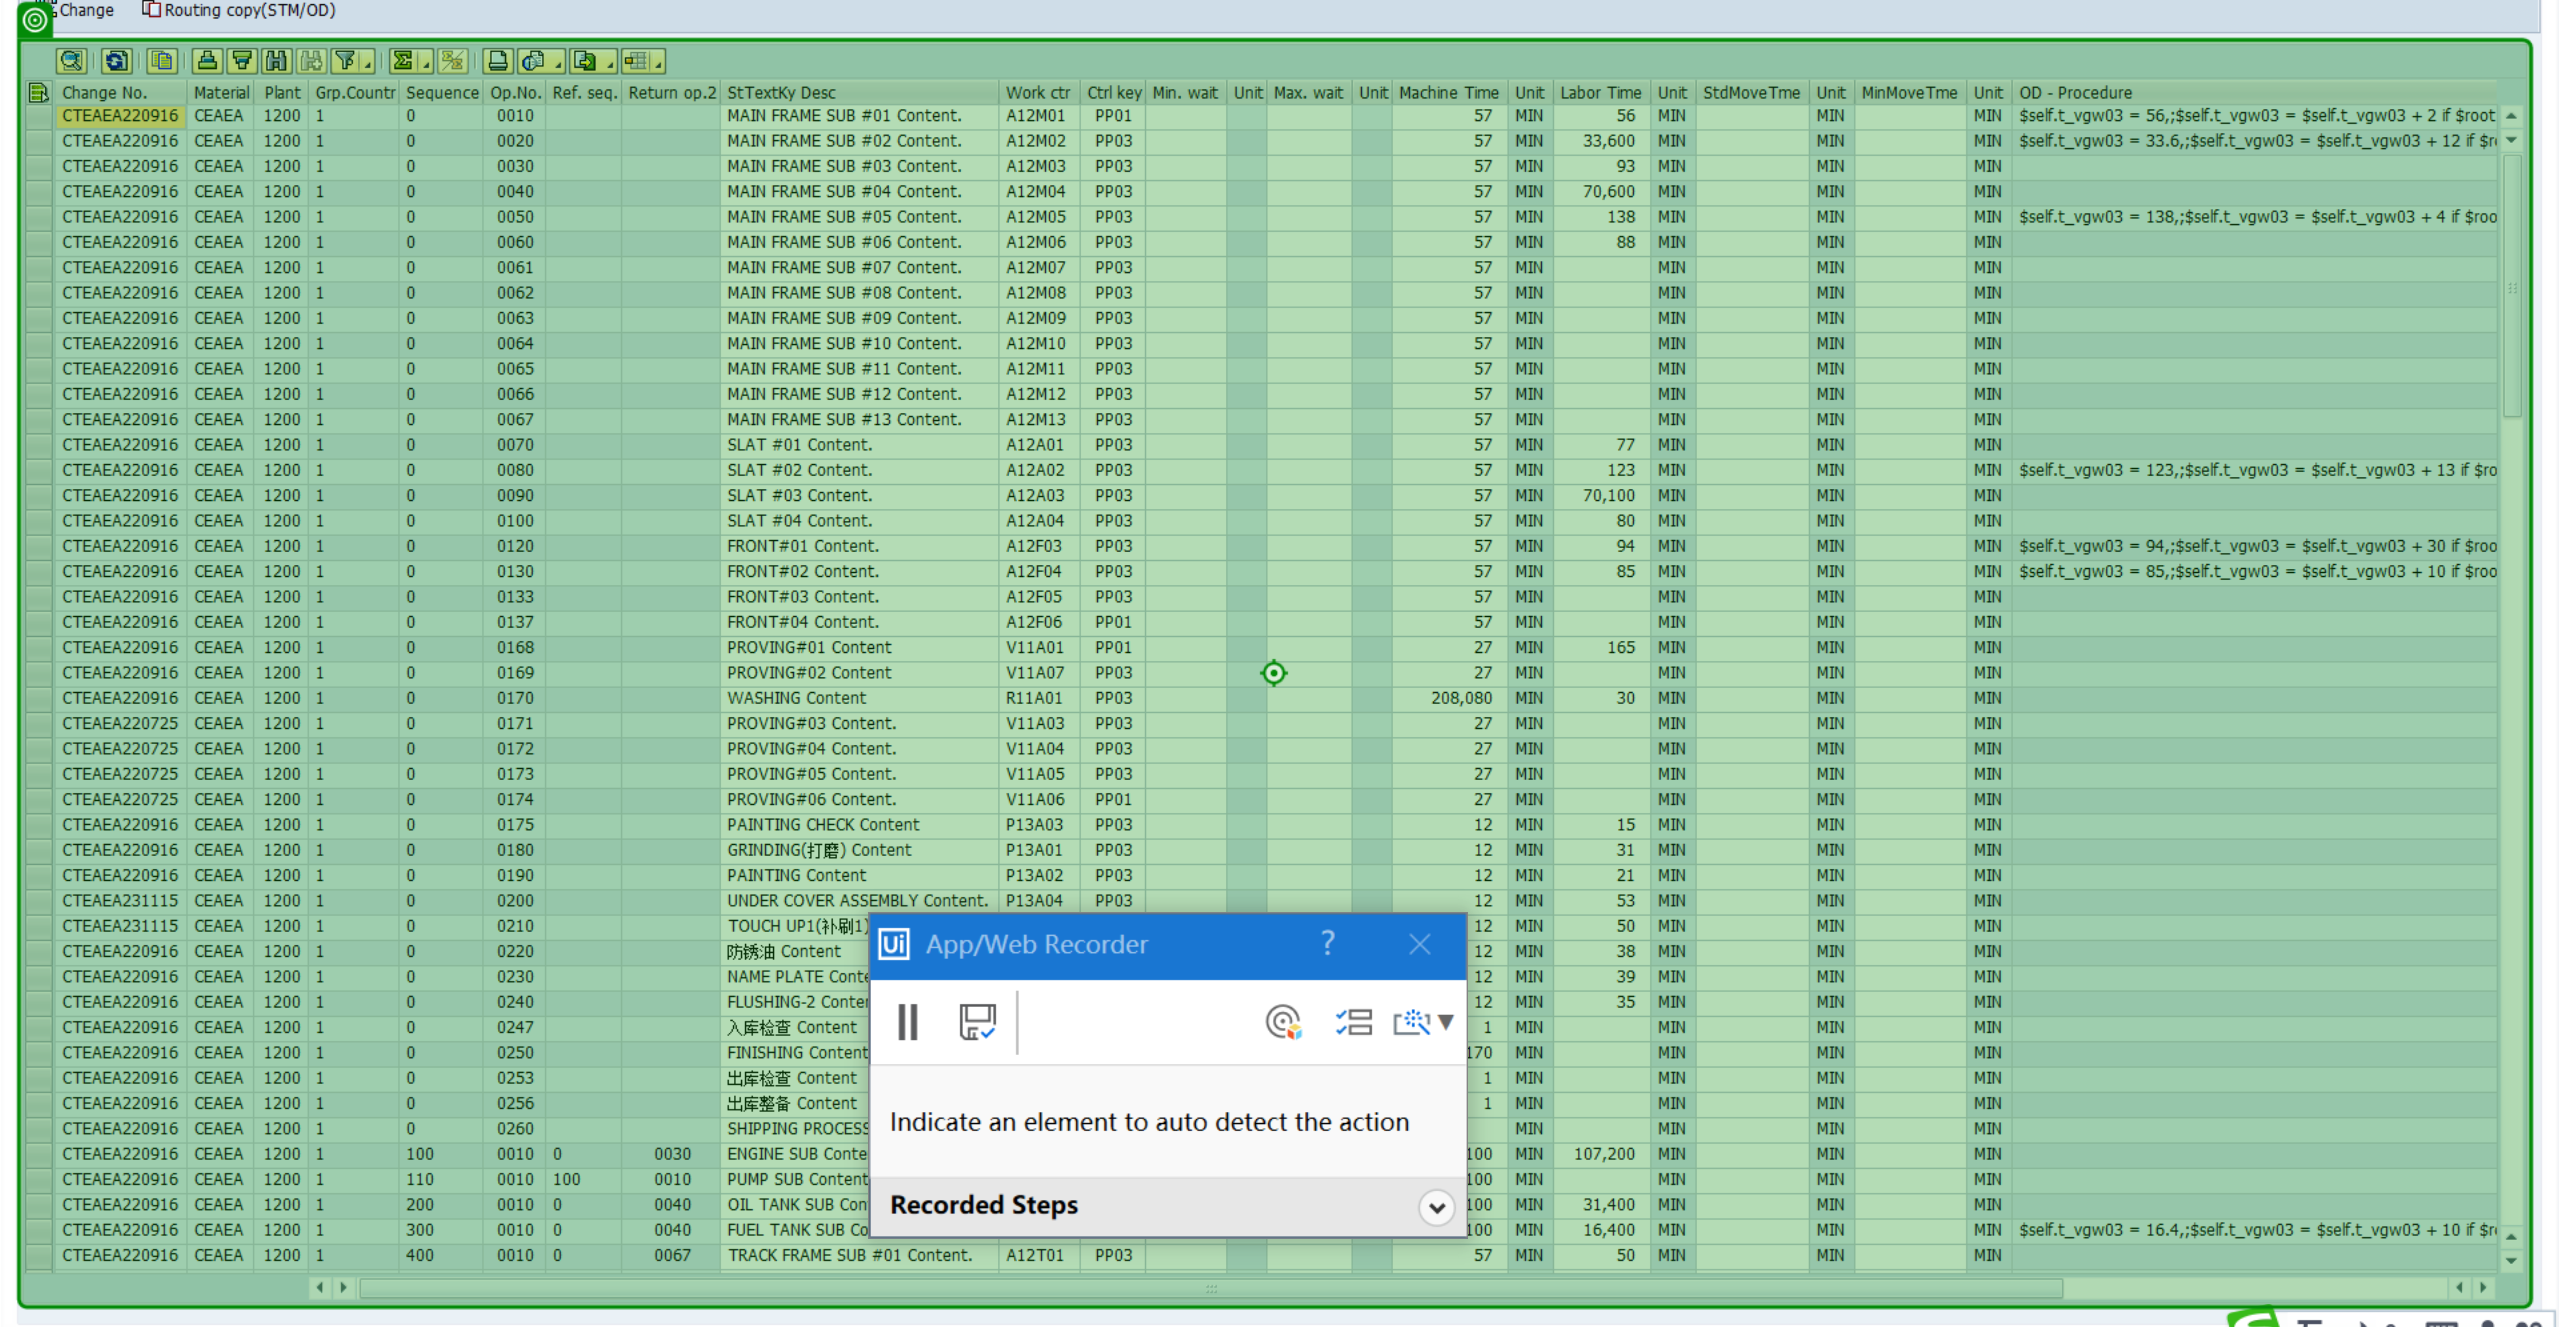 Change Routing copy(STM/OD)
Change No. Material Plant Grp.Countr Sequence Op.No. Ref. seq. Return op.2 StTextKy Desc Work ctr Ctrl key Min. wait Unit Max. wait Unit Machine Time Unit Labor Time Unit StdMoveTme Unit MinMoveTme Unit OD - Procedure
CTEAEA220916 CEAEA 1200 1 0 0010 MAIN FRAME SUB #01 Content. A12M01 PP01 57 MIN 56 MIN MIN MIN $self.t_vgw03 = 56,;$self.t_vgw03 = $self.t_vgw03 + 2 if $root
CTEAEA220916 CEAEA 1200 1 0 0020 MAIN FRAME SUB #02 Content. A12M02 PP03 57 MIN 33,600 MIN MIN MIN $self.t_vgw03 = 33.6,;$self.t_vgw03 = $self.t_vgw03 + 12 if $r
CTEAEA220916 CEAEA 1200 1 0 0030 MAIN FRAME SUB #03 Content. A12M03 PP03 57 MIN 93 MIN MIN MIN
CTEAEA220916 CEAEA 1200 1 0 0040 MAIN FRAME SUB #04 Content. A12M04 PP03 57 MIN 70,600 MIN MIN MIN
CTEAEA220916 CEAEA 1200 1 0 0050 MAIN FRAME SUB #05 Content. A12M05 PP03 57 MIN 138 MIN MIN MIN $self.t_vgw03 = 138,;$self.t_vgw03 = $self.t_vgw03 + 4 if $roo
CTEAEA220916 CEAEA 1200 1 0 0060 MAIN FRAME SUB #06 Content. A12M06 PP03 57 MIN 88 MIN MIN MIN
CTEAEA220916 CEAEA 1200 1 0 0061 MAIN FRAME SUB #07 Content. A12M07 PP03 57 MIN MIN MIN MIN
CTEAEA220916 CEAEA 1200 1 0 0062 MAIN FRAME SUB #08 Content. A12M08 PP03 57 MIN MIN MIN MIN
CTEAEA220916 CEAEA 1200 1 0 0063 MAIN FRAME SUB #09 Content. A12M09 PP03 57 MIN MIN MIN MIN
CTEAEA220916 CEAEA 1200 1 0 0064 MAIN FRAME SUB #10 Content. A12M10 PP03 57 MIN MIN MIN MIN
CTEAEA220916 CEAEA 1200 1 0 0065 MAIN FRAME SUB #11 Content. A12M11 PP03 57 MIN MIN MIN MIN
CTEAEA220916 CEAEA 1200 1 0 0066 MAIN FRAME SUB #12 Content. A12M12 PP03 57 MIN MIN MIN MIN
CTEAEA220916 CEAEA 1200 1 0 0067 MAIN FRAME SUB #13 Content. A12M13 PP03 57 MIN MIN MIN MIN
CTEAEA220916 CEAEA 1200 1 0 0070 SLAT #01 Content. A12A01 PP03 57 MIN 77 MIN MIN MIN
CTEAEA220916 CEAEA 1200 1 0 0080 SLAT #02 Content. A12A02 PP03 57 MIN 123 MIN MIN MIN $self.t_vgw03 = 123,;$self.t_vgw03 = $self.t_vgw03 + 13 if $ro
CTEAEA220916 CEAEA 1200 1 0 0090 SLAT #03 Content. A12A03 PP03 57 MIN 70,100 MIN MIN MIN
CTEAEA220916 CEAEA 1200 1 0 0100 SLAT #04 Content. A12A04 PP03 57 MIN 80 MIN MIN MIN
CTEAEA220916 CEAEA 1200 1 0 0120 FRONT#01 Content. A12F03 PP03 57 MIN 94 MIN MIN MIN $self.t_vgw03 = 94,;$self.t_vgw03 = $self.t_vgw03 + 30 if $roo
CTEAEA220916 CEAEA 1200 1 0 0130 FRONT#02 Content. A12F04 PP03 57 MIN 85 MIN MIN MIN $self.t_vgw03 = 85,;$self.t_vgw03 = $self.t_vgw03 + 10 if $roo
CTEAEA220916 CEAEA 1200 1 0 0133 FRONT#03 Content. A12F05 PP03 57 MIN MIN MIN MIN
CTEAEA220916 CEAEA 1200 1 0 0137 FRONT#04 Content. A12F06 PP01 57 MIN MIN MIN MIN
CTEAEA220916 CEAEA 1200 1 0 0168 PROVING#01 Content V11A01 PP01 27 MIN 165 MIN MIN MIN
CTEAEA220916 CEAEA 1200 1 0 0169 PROVING#02 Content V11A07 PP03 27 MIN MIN MIN MIN
CTEAEA220916 CEAEA 1200 1 0 0170 WASHING Content R11A01 PP03 208,080 MIN 30 MIN MIN MIN
CTEAEA220725 CEAEA 1200 1 0 0171 PROVING#03 Content. V11A03 PP03 27 MIN MIN MIN MIN
CTEAEA220725 CEAEA 1200 1 0 0172 PROVING#04 Content. V11A04 PP03 27 MIN MIN MIN MIN
CTEAEA220725 CEAEA 1200 1 0 0173 PROVING#05 Content. V11A05 PP03 27 MIN MIN MIN MIN
CTEAEA220725 CEAEA 1200 1 0 0174 PROVING#06 Content. V11A06 PP01 27 MIN MIN MIN MIN
CTEAEA220916 CEAEA 1200 1 0 0175 PAINTING CHECK Content P13A03 PP03 12 MIN 15 MIN MIN MIN
CTEAEA220916 CEAEA 1200 1 0 0180 GRINDING(打磨) Content P13A01 PP03 12 MIN 31 MIN MIN MIN
CTEAEA220916 CEAEA 1200 1 0 0190 PAINTING Content P13A02 PP03 12 MIN 21 MIN MIN MIN
CTEAEA231115 CEAEA 1200 1 0 0200 UNDER COVER ASSEMBLY Content. P13A04 PP03 12 MIN 53 MIN MIN MIN
CTEAEA231115 CEAEA 1200 1 0 0210 TOUCH UP1(补刷1) 12 MIN 50 MIN MIN MIN
CTEAEA220916 CEAEA 1200 1 0 0220 防锈油 Content 12 MIN 38 MIN MIN MIN
CTEAEA220916 CEAEA 1200 1 0 0230 NAME PLATE Conte 12 MIN 39 MIN MIN MIN
CTEAEA220916 CEAEA 1200 1 0 0240 FLUSHING-2 Conte 12 MIN 35 MIN MIN MIN
CTEAEA220916 CEAEA 1200 1 0 0247 入库检查 Content 1 MIN MIN MIN MIN
CTEAEA220916 CEAEA 1200 1 0 0250 FINISHING Content 170 MIN MIN MIN MIN
CTEAEA220916 CEAEA 1200 1 0 0253 出库检查 Content 1 MIN MIN MIN MIN
CTEAEA220916 CEAEA 1200 1 0 0256 出库整备 Content 1 MIN MIN MIN MIN
CTEAEA220916 CEAEA 1200 1 0 0260 SHIPPING PROCESS MIN MIN MIN MIN
CTEAEA220916 CEAEA 1200 1 100 0010 0 0030 ENGINE SUB Conte 100 MIN 107,200 MIN MIN MIN
CTEAEA220916 CEAEA 1200 1 110 0010 100 0010 PUMP SUB Content 100 MIN MIN MIN MIN
CTEAEA220916 CEAEA 1200 1 200 0010 0 0040 OIL TANK SUB Con 100 MIN 31,400 MIN MIN MIN
CTEAEA220916 CEAEA 1200 1 300 0010 0 0040 FUEL TANK SUB Co 100 MIN 16,400 MIN MIN MIN $self.t_vgw03 = 16.4,;$self.t_vgw03 = $self.t_vgw03 + 10 if $r
CTEAEA220916 CEAEA 1200 1 400 0010 0 0067 TRACK FRAME SUB #01 Content. A12T01 PP03 57 MIN 50 MIN MIN MIN
Ui App/Web Recorder ?
Indicate an element to auto detect the action
Recorded Steps